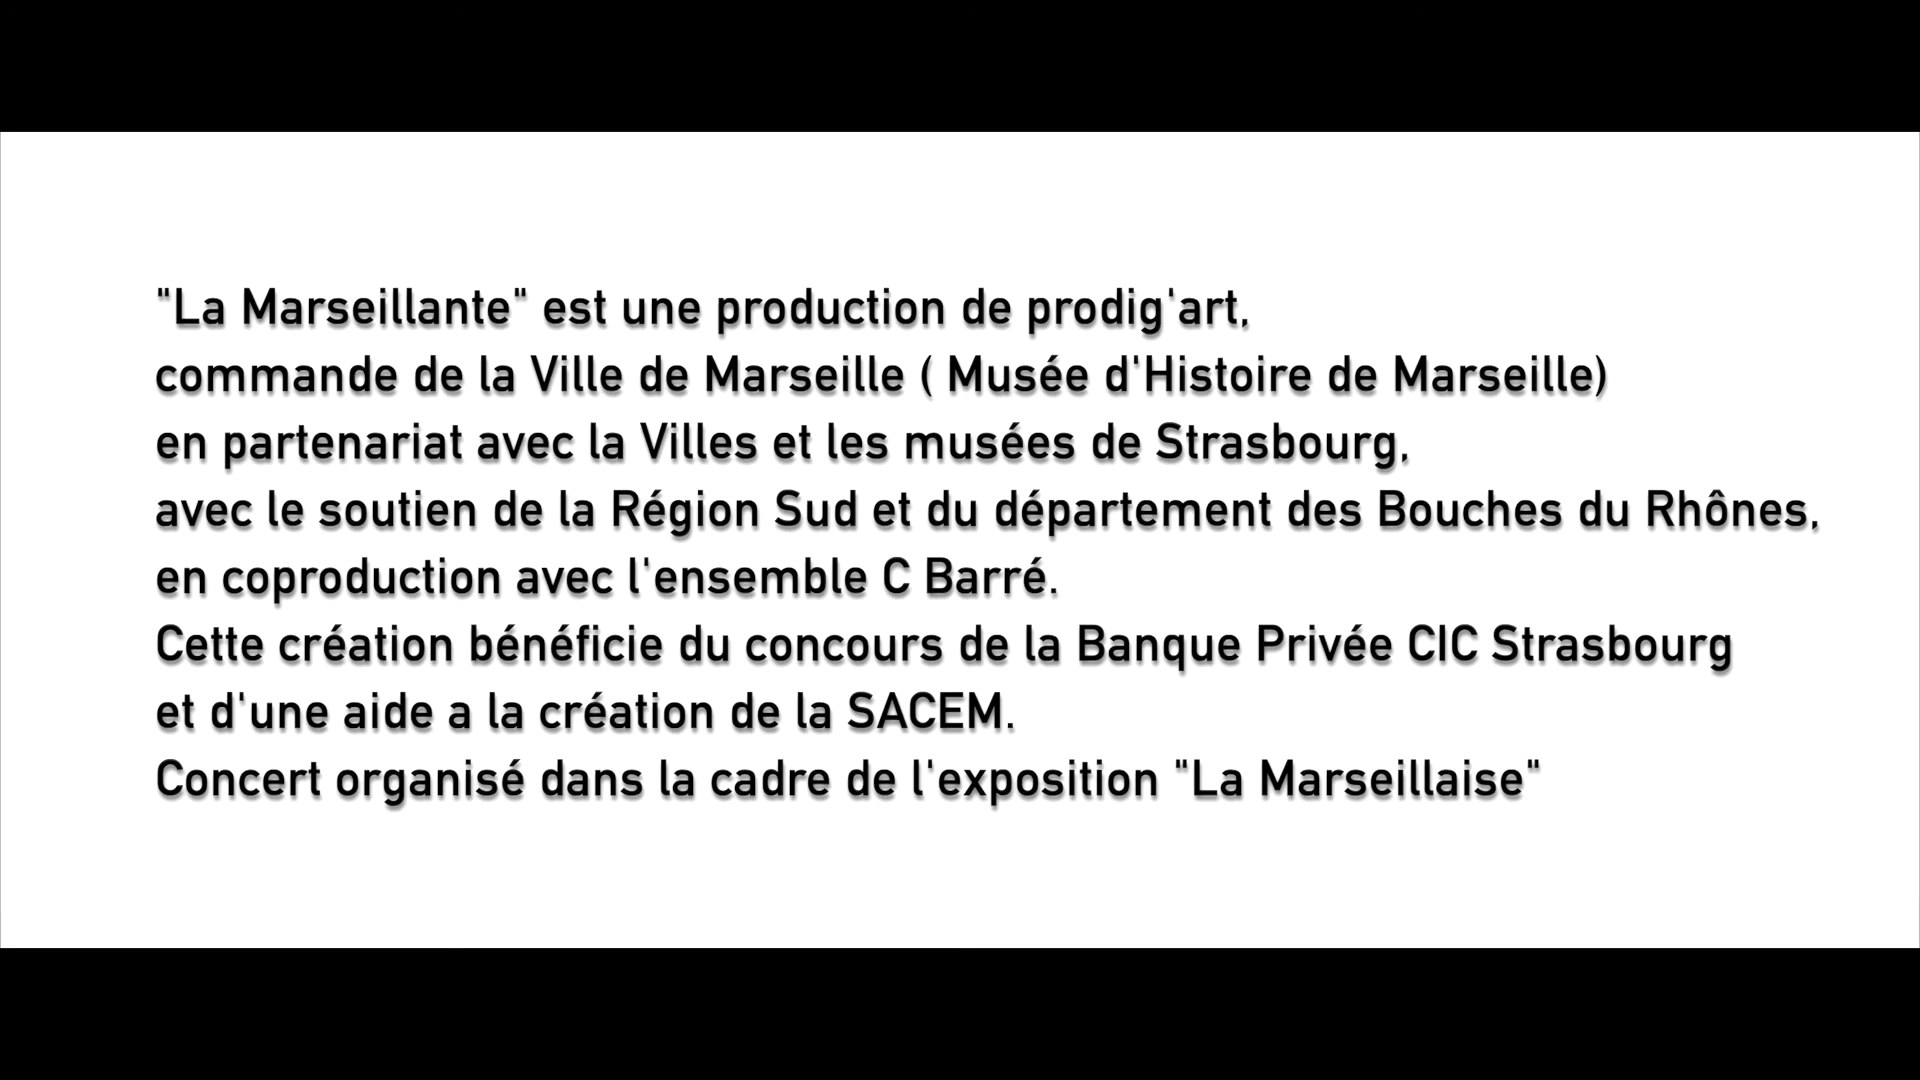 "La Marseillante" est une production de prodig'art,
commande de la Ville de Marseille ( Musée d'Histoire de Marseille)
en partenariat avec la Villes et les musées de Strasbourg,
avec le soutien de la Région Sud et du département des Bouches du Rhônes,
en coproduction avec l'ensemble C Barré.
Cette création bénéficie du concours de la Banque Privée CIC Strasbourg
et d'une aide a la création de la SACEM.
Concert organisé dans la cadre de l'exposition "La Marseillaise"